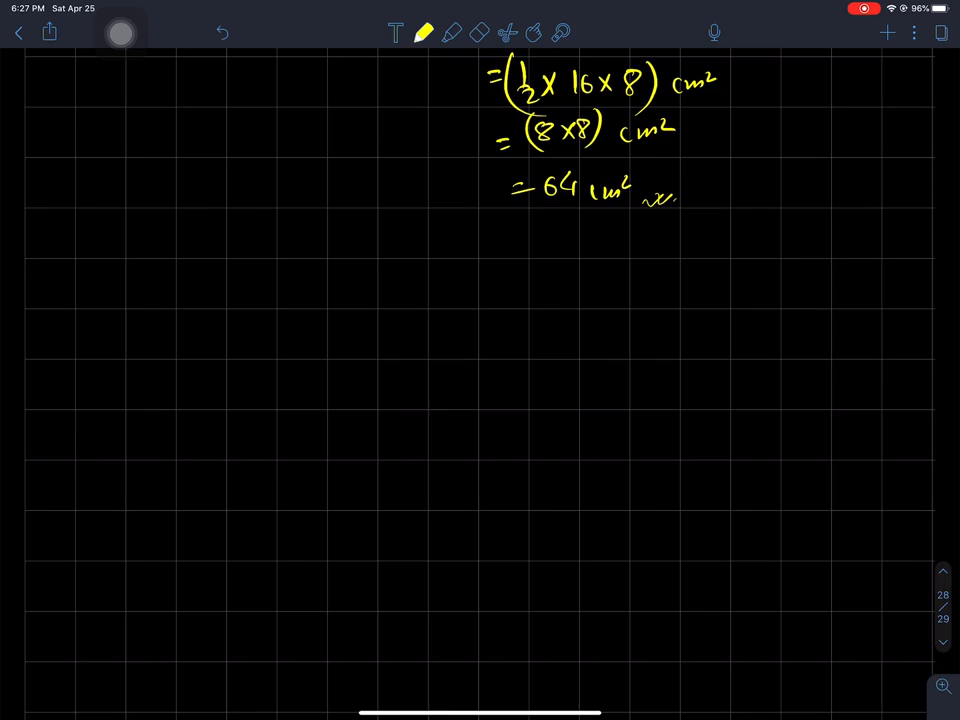 6:27 PM Sat Apr 25
96%
T
=(1/2 × 16 × 8) cm²
= (8×8) cm²
= 64 cm²
28
/
29